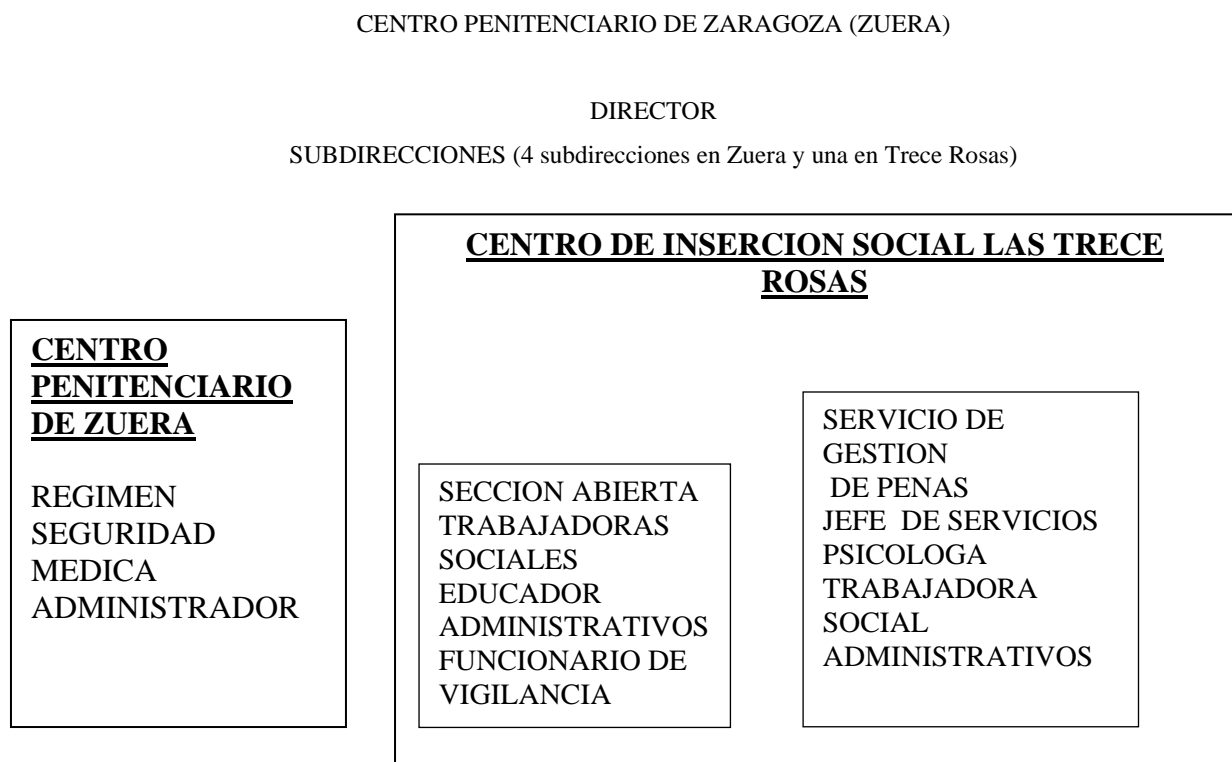 CENTRO PENITENCIARIO DE ZARAGOZA (ZUERA)
DIRECTOR
SUBDIRECCIONES (4 subdirecciones en Zuera y una en Trece Rosas)
CENTRO DE INSERCION SOCIAL LAS TRECE
ROSAS
CENTRO
PENITENCIARIO
DE ZUERA
REGIMEN
SEGURIDAD
MEDICA
ADMINISTRADOR
SECCION ABIERTA
TRABAJADORAS
SOCIALES
EDUCADOR
ADMINISTRATIVOS
FUNCIONARIO DE
VIGILANCIA
SERVICIO DE
GESTION
DE PENAS
JEFE DE SERVICIOS
PSICOLOGA
TRABAJADORA
SOCIAL
ADMINISTRATIVOS